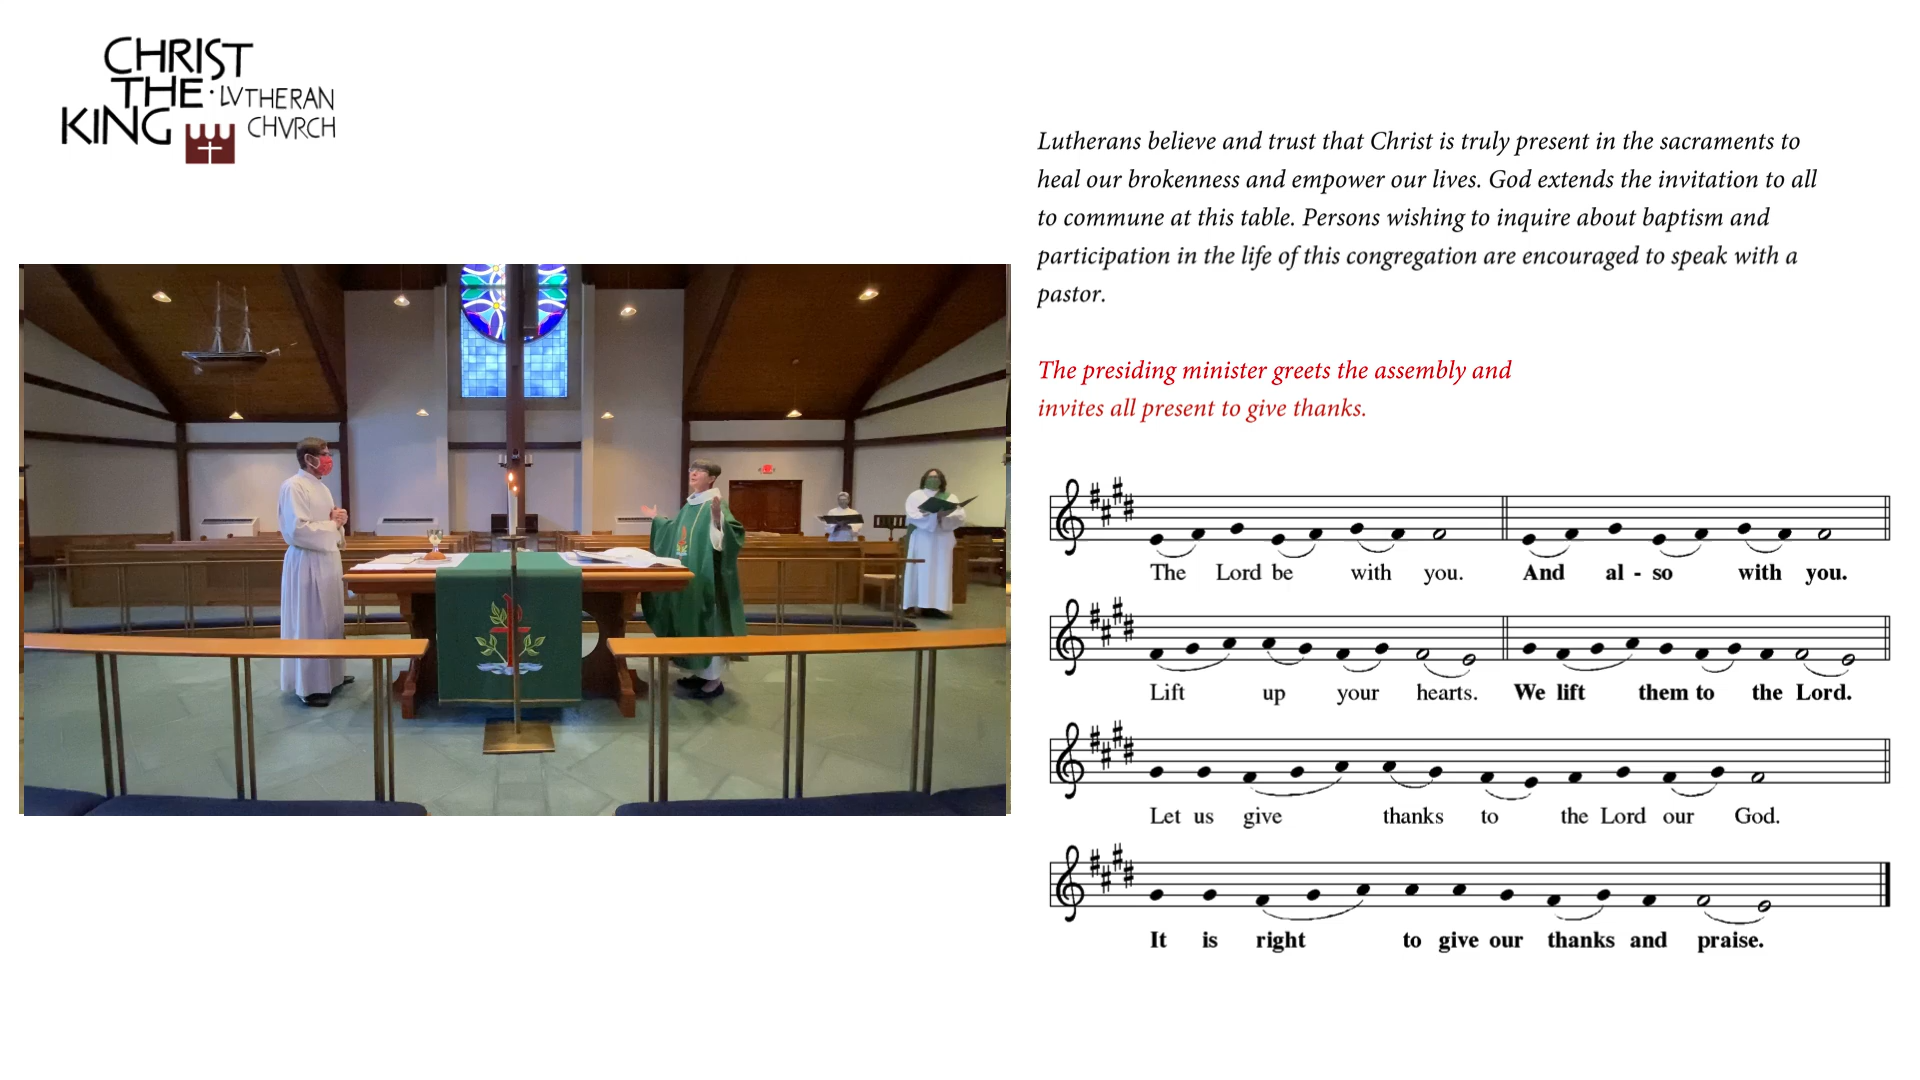 CHRIST
THE · LVTHERAN
KING CHVRCH
Lutherans believe and trust that Christ is truly present in the sacraments to
heal our brokenness and empower our lives. God extends the invitation to all
to commune at this table. Persons wishing to inquire about baptism and
participation in the life of this congregation are encouraged to speak with a
pastor.
The presiding minister greets the assembly and
invites all present to give thanks.
The Lord be with you. And al - so with you.
Lift up your hearts. We lift them to the Lord.
Let us give thanks to the Lord our God.
It is right to give our thanks and praise.